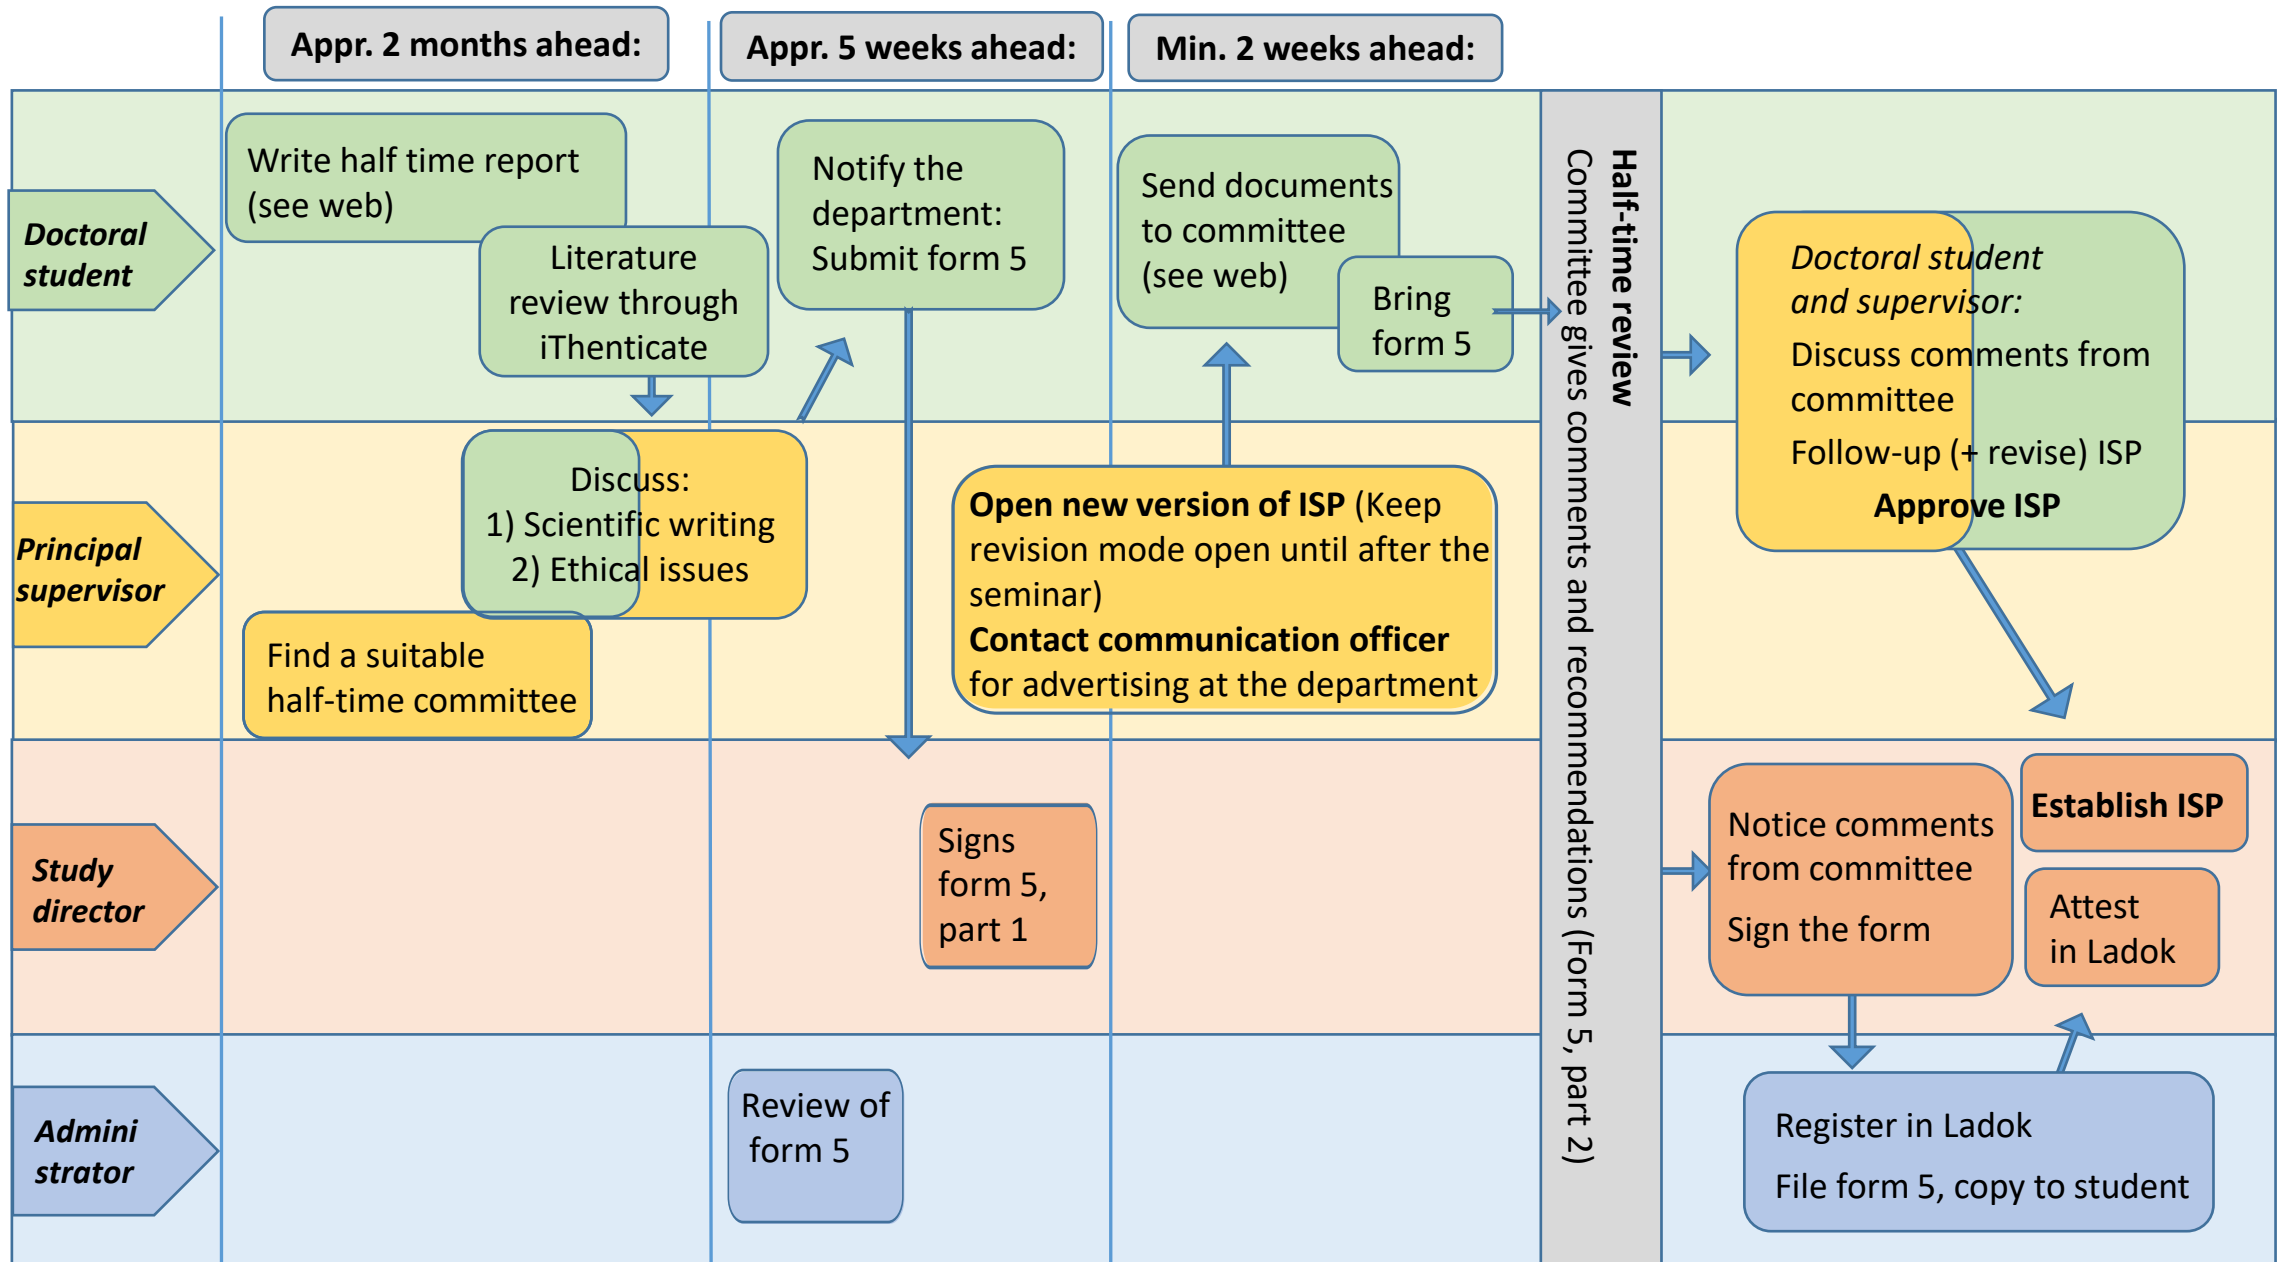 Appr. 2 months ahead:
Appr. 5 weeks ahead:
Min. 2 weeks ahead:
Doctoral
student
Write half time report
(see web)
Literature
review through
iThenticate
Notify the
department:
Submit form 5
Send documents
to committee
(see web)
Bring
form 5
Half-time review
Committee gives comments and recommendations (Form 5, part 2)
Doctoral student
and supervisor:
Discuss comments from
committee
Follow-up (+ revise) ISP
Approve ISP
Principal
supervisor
Discuss:
1) Scientific writing
2) Ethical issues
Find a suitable
half-time committee
Open new version of ISP (Keep
revision mode open until after the
seminar)
Contact communication officer
for advertising at the department
Study
director
Signs
form 5,
part 1
Notice comments
from committee
Sign the form
Establish ISP
Attest
in Ladok
Admini
strator
Review of
form 5
Register in Ladok
File form 5, copy to student